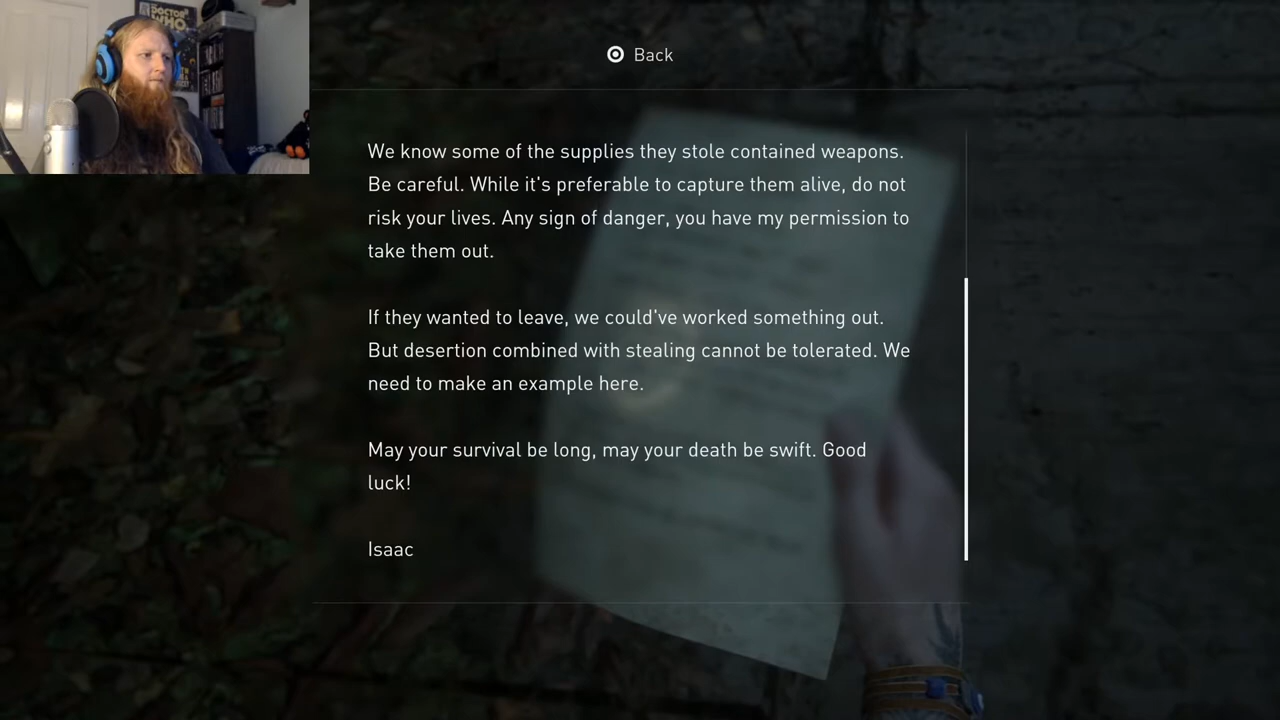 DOCTOR
WHO
Back
We know some of the supplies they stole contained weapons.
Be careful. While it's preferable to capture them alive, do not
risk your lives. Any sign of danger, you have my permission to
take them out.
If they wanted to leave, we could've worked something out.
But desertion combined with stealing cannot be tolerated. We
need to make an example here.
May your survival be long, may your death be swift. Good
luck!
Isaac